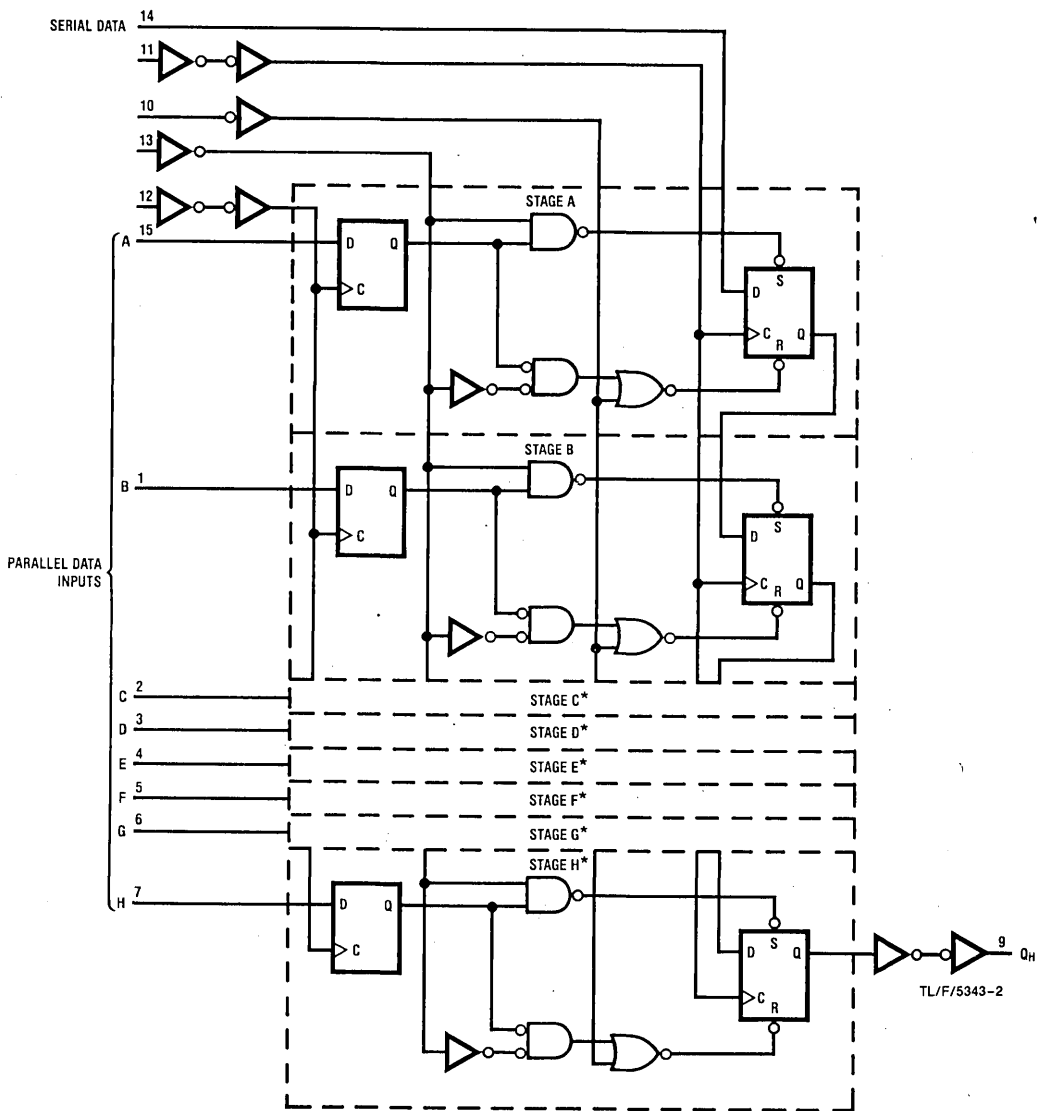 SERIAL DATA 14
11
10
13
12
STAGE A
A 15 D Q
C
S
D
C Q
R
STAGE B
B 1 D Q
C
S
D
C Q
R
PARALLEL DATA
INPUTS
C 2
STAGE C*
D 3
STAGE D*
E 4
STAGE E*
F 5
STAGE F*
G 6
STAGE G*
STAGE H*
H 7 D Q
C
S
D Q
C
R
9 QH
TL/F/5343-2